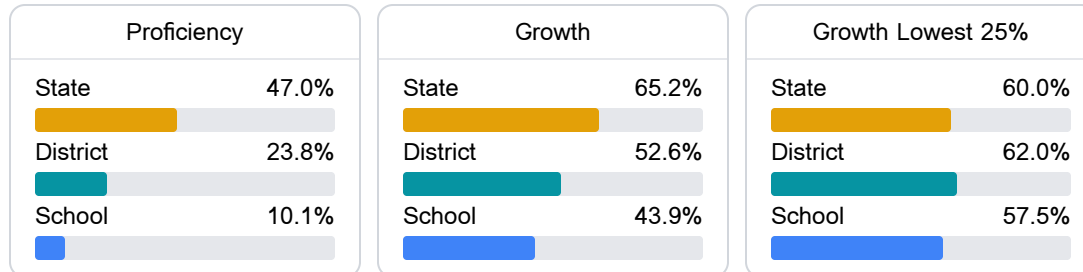 Proficiency
State 47.0%
District 23.8%
School 10.1%
Growth
State 65.2%
District 52.6%
School 43.9%
Growth Lowest 25%
State 60.0%
District 62.0%
School 57.5%